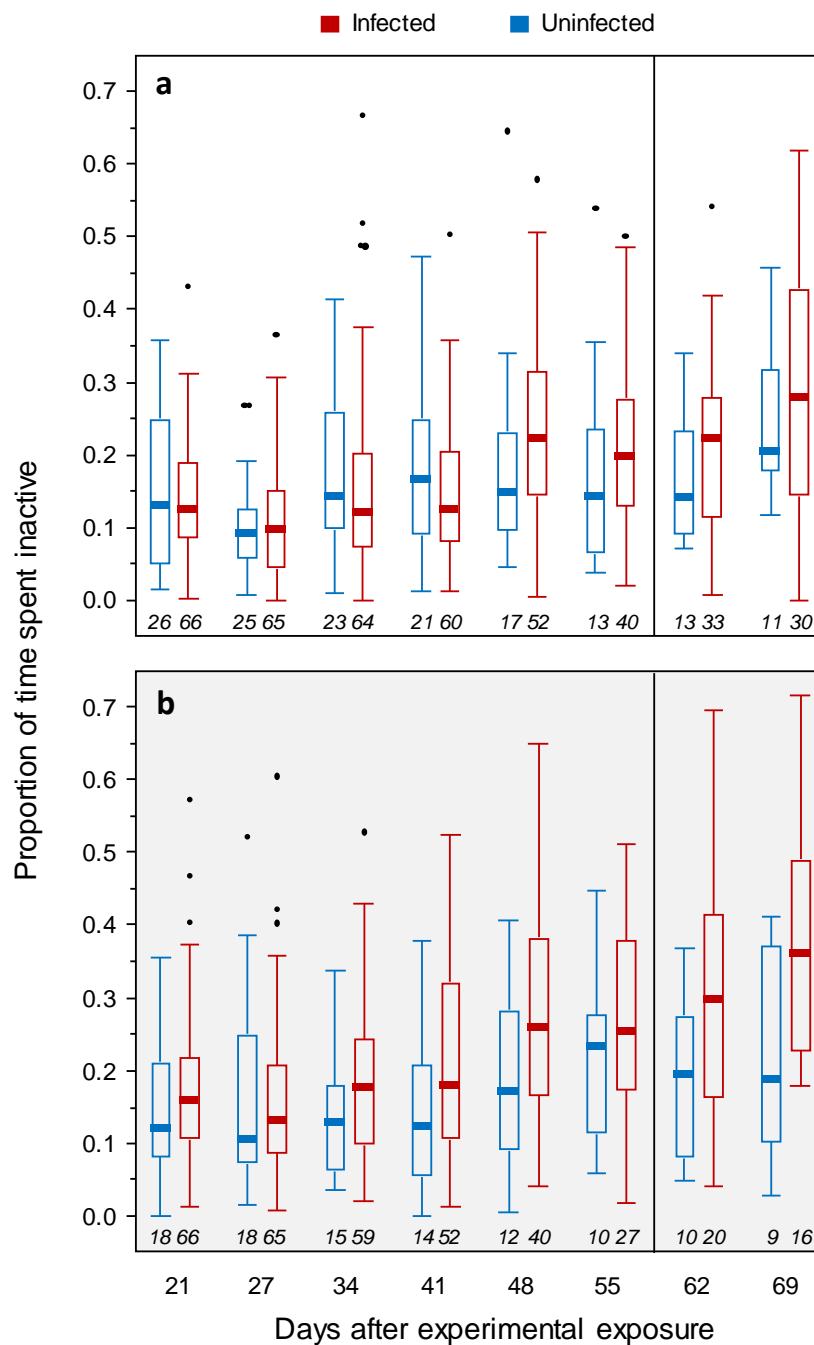 Infected Uninfected
a
0.7
0.6
0.5
0.4
0.3
0.2
0.1
0.0
26 66 25 65 23 64 21 60 17 52 13 40 13 33 11 30
Proportion of time spent inactive
b
0.7
0.6
0.5
0.4
0.3
0.2
0.1
0.0
18 66 18 65 15 59 14 52 12 40 10 27 10 20 9 16
21 27 34 41 48 55 62 69
Days after experimental exposure